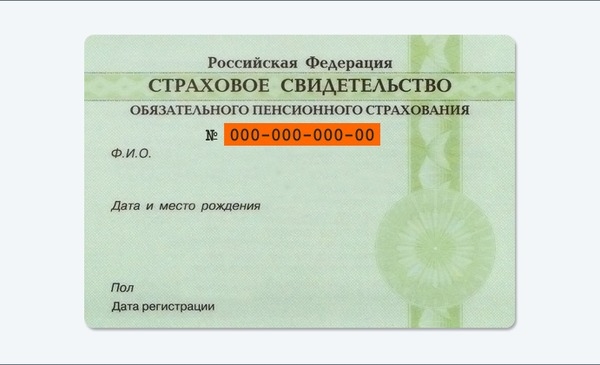 Российская Федерация
СТРАХОВОЕ СВИДЕТЕЛЬСТВО
ОБЯЗАТЕЛЬНОГО ПЕНСИОННОГО СТРАХОВАНИЯ
№ 000-000-000-00
Ф.И.О.
Дата и место рождения
Пол
Дата регистрации